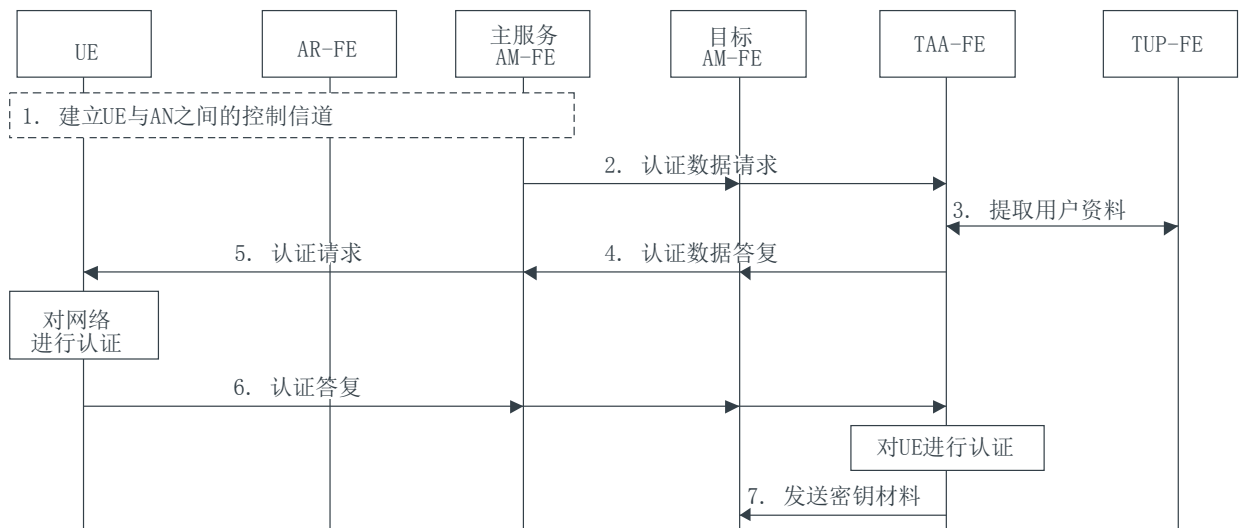 UE
AR-FE
主服务
AM-FE
目标
AM-FE
TAA-FE
TUP-FE
1. 建立UE与AN之间的控制信道
2. 认证数据请求
3. 提取用户资料
5. 认证请求
4. 认证数据答复
对网络
进行认证
6. 认证答复
对UE进行认证
7. 发送密钥材料